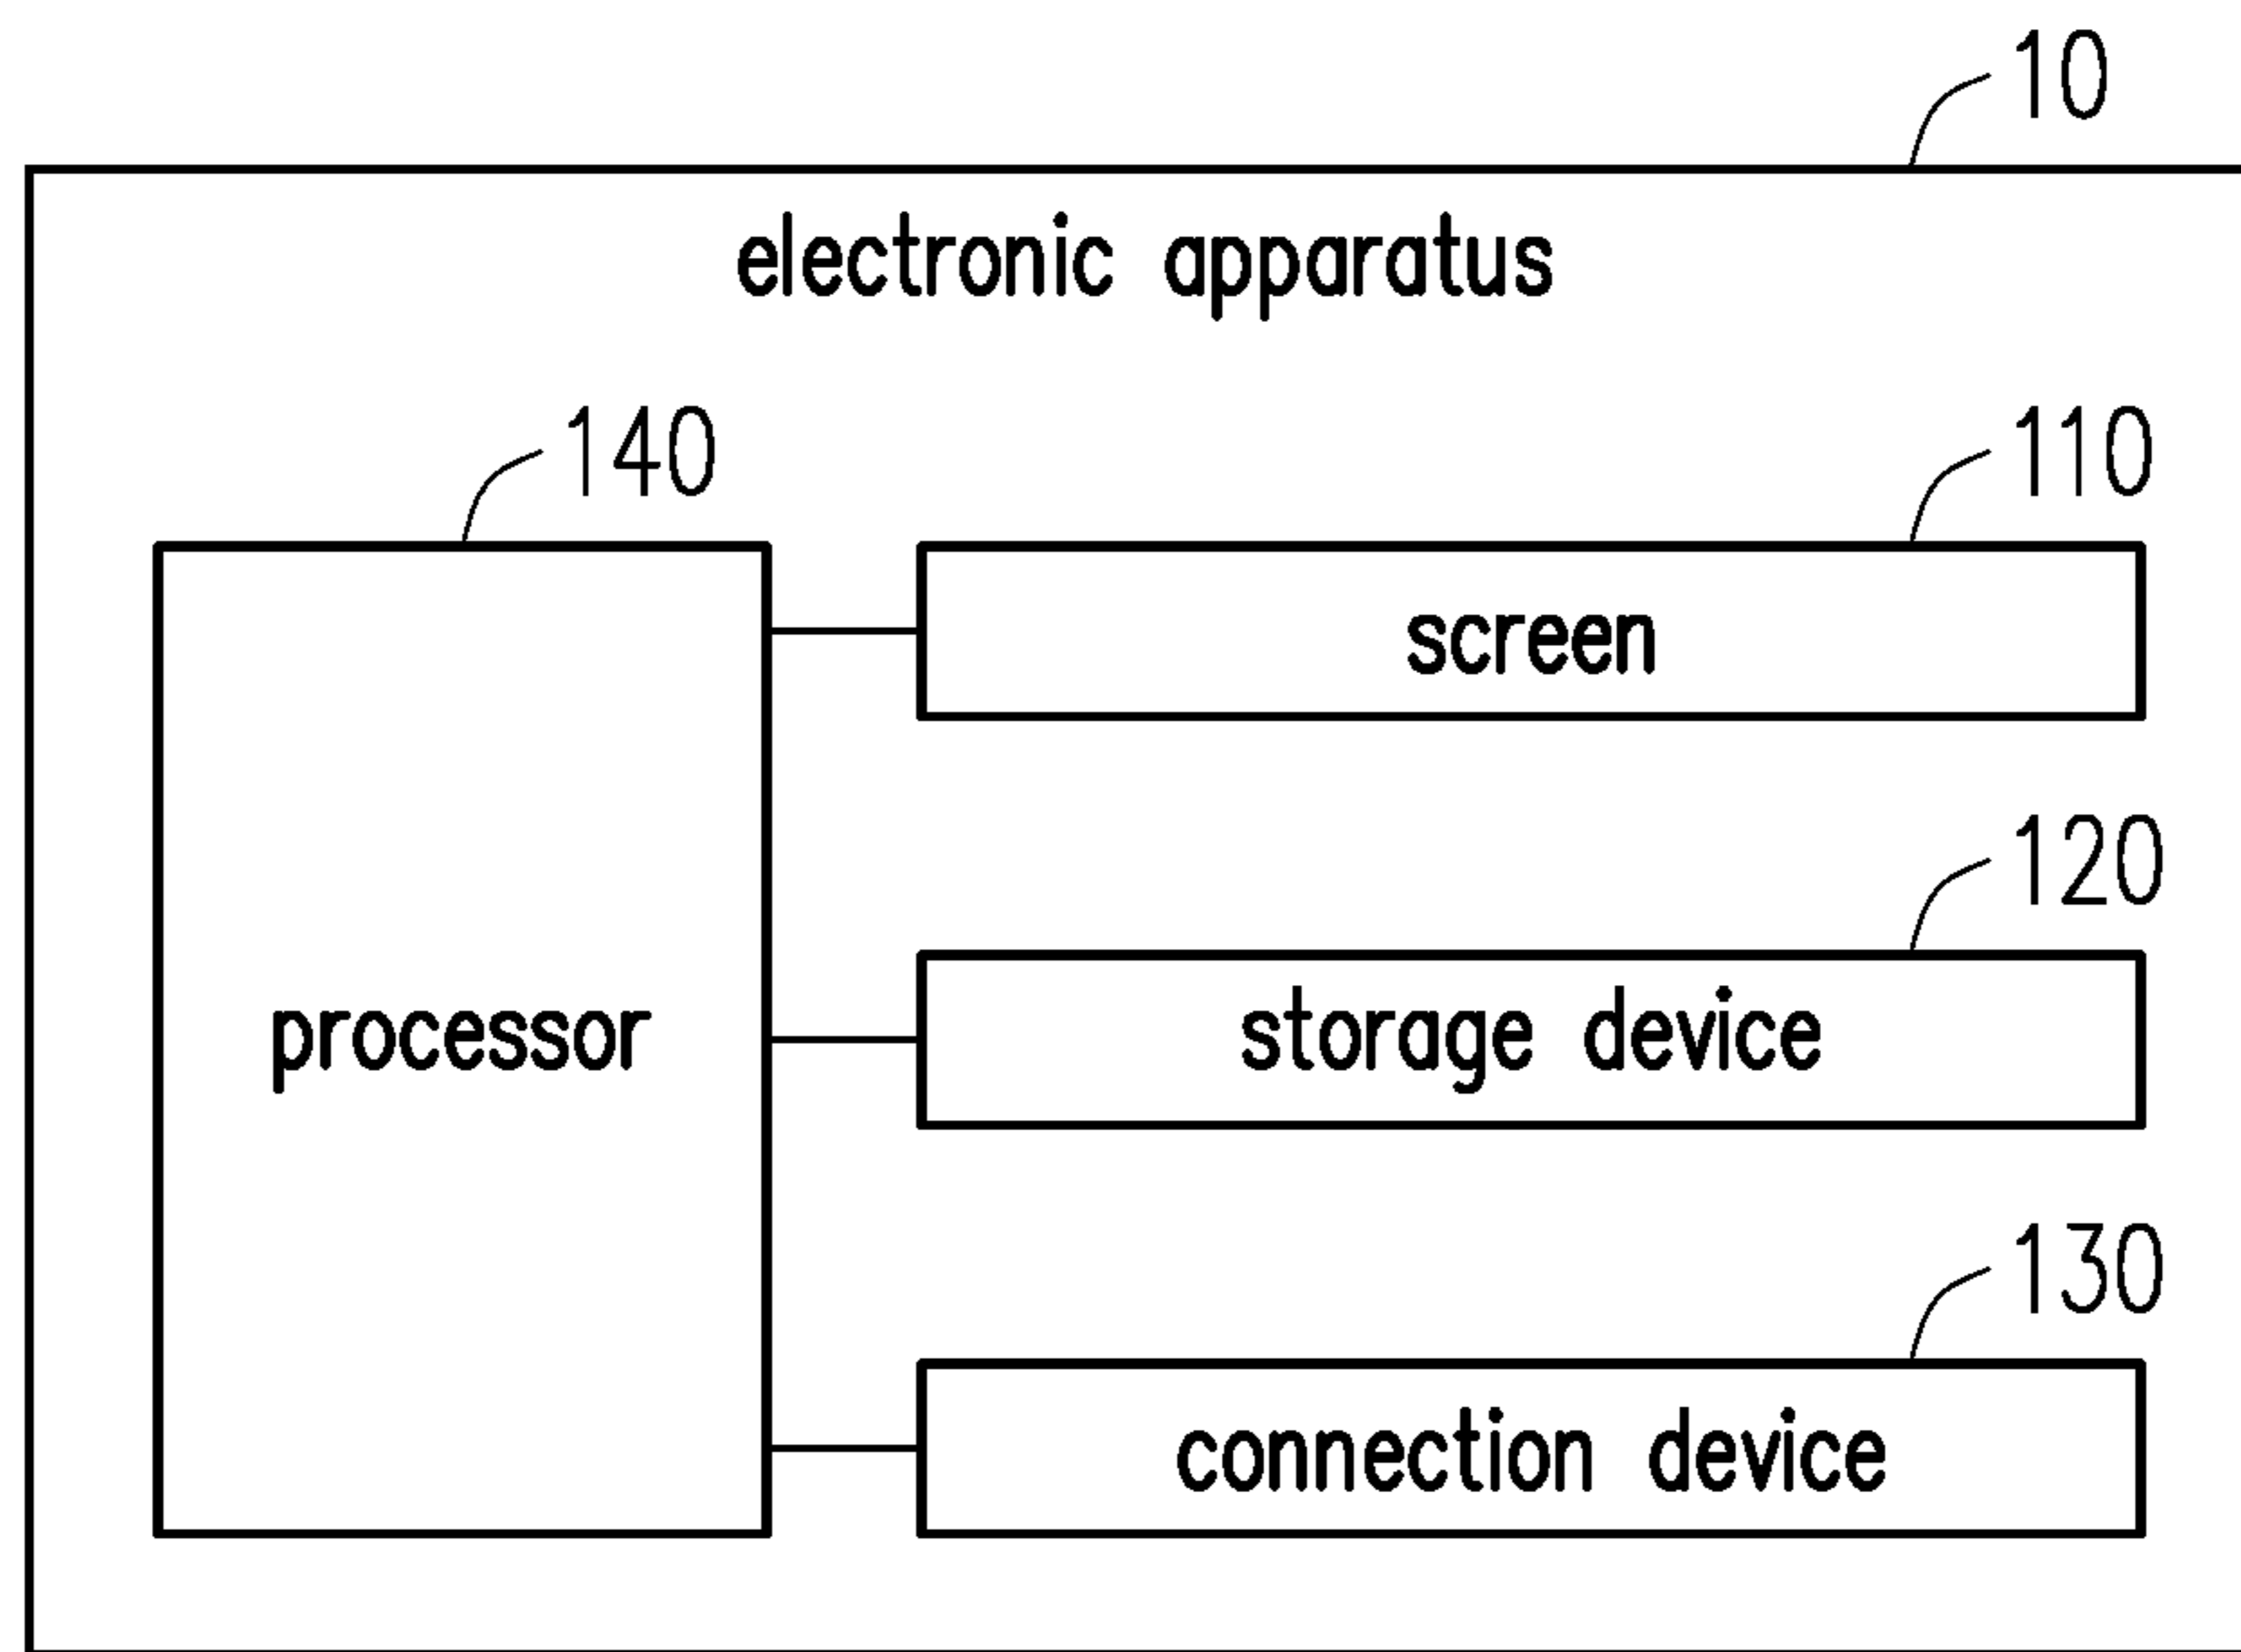 10
electronic apparatus
140
110
screen
120
processor
storage device
130
connection device